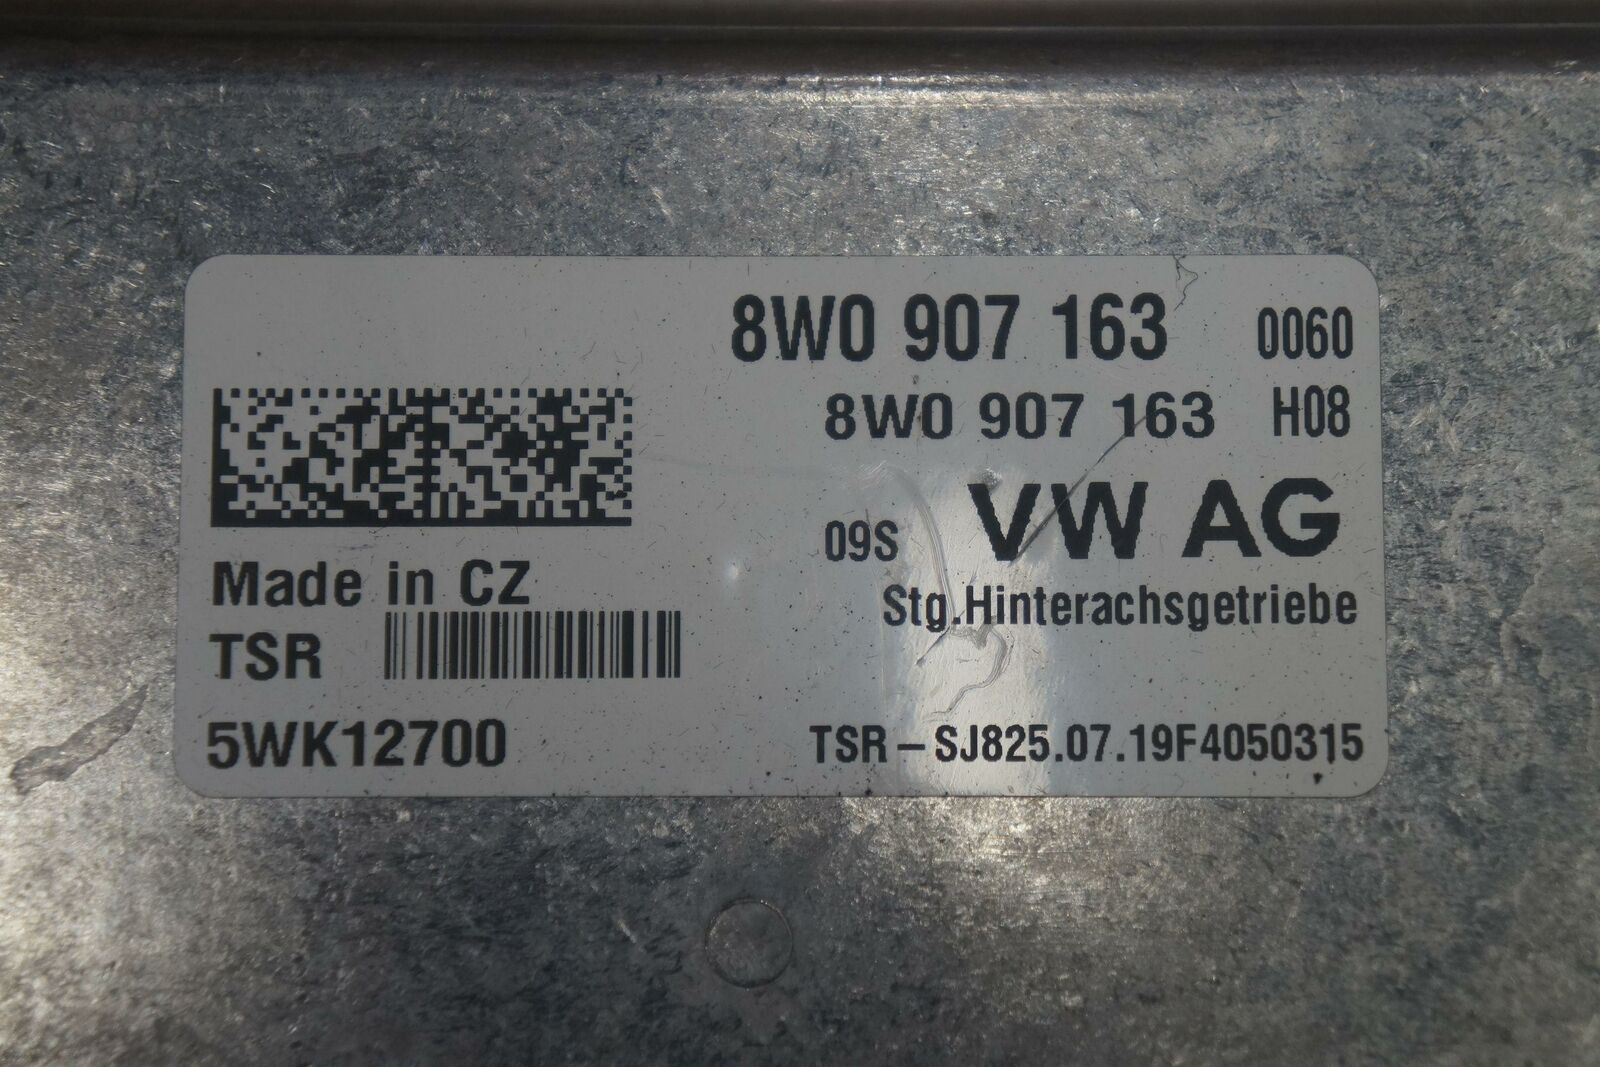 8W0 907 163 0060
8W0 907 163 H08
09S VW AG
Stg.Hinterachsgetriebe
Made in CZ
TSR
5WK12700
TSR-SJ825.07.19F4050315